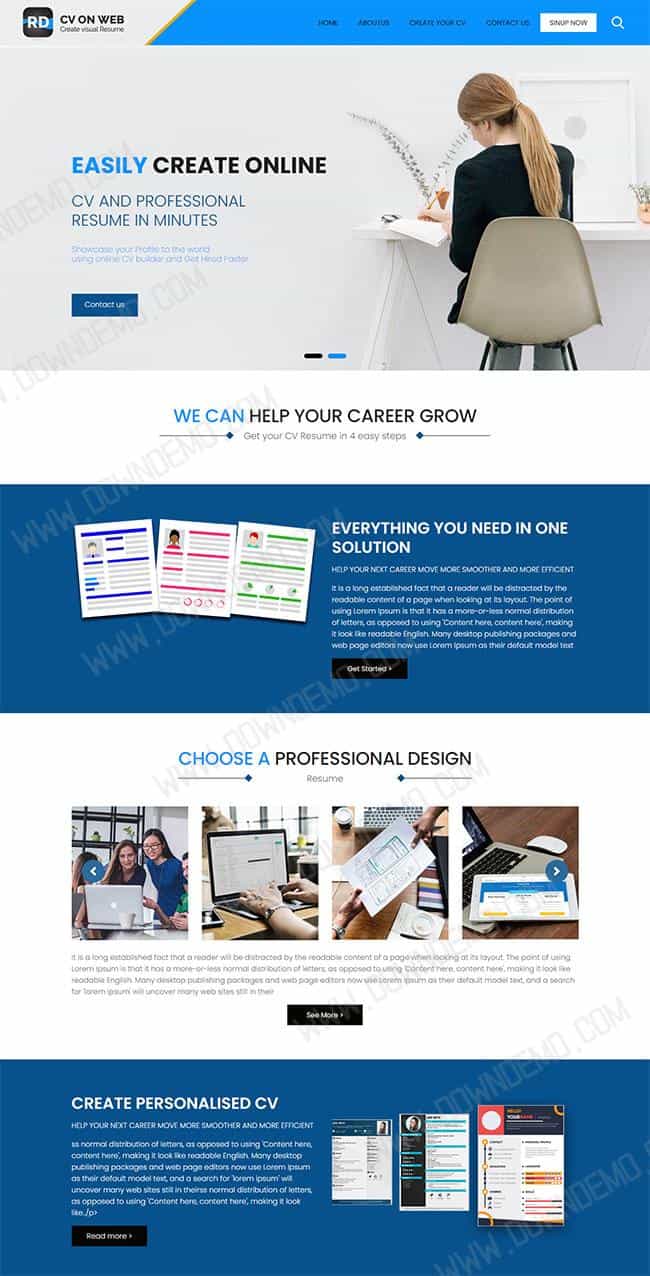 RD
CV ON WEB
Create visual Resume
HOME
ABOUT US
CREATE YOUR CV
CONTACT US
SINUP NOW
EASILY CREATE ONLINE
CV AND PROFESSIONAL
RESUME IN MINUTES
Showcase your Profile to the world
using online CV builder and Get Hired Faster
Contact us
WE CAN HELP YOUR CAREER GROW
Get your CV Resume in 4 easy steps
EVERYTHING YOU NEED IN ONE
SOLUTION
HELP YOUR NEXT CAREER MOVE MORE SMOOTHER AND MORE EFFICIENT
It is a long established fact that a reader will be distracted by the
readable content of a page when looking at its layout. The point of
using Lorem Ipsum is that it has a more-or-less normal distribution
of letters, as opposed to using 'Content here, content here', making
it look like readable English. Many desktop publishing packages and
web page editors now use Lorem Ipsum as their default model text
Get Started >
CHOOSE A PROFESSIONAL DESIGN
Resume
It is a long established fact that a reader will be distracted by the readable content of a page when looking at its layout. The point of using
Lorem Ipsum is that it has a more-or-less normal distribution of letters, as opposed to using 'Content here, content here', making it look like
readable English. Many desktop publishing packages and web page editors now use Lorem Ipsum as their default model text, and a search
for 'lorem ipsum' will uncover many web sites still in their
See More >
CREATE PERSONALISED CV
HELP YOUR NEXT CAREER MOVE MORE SMOOTHER AND MORE EFFICIENT
ss normal distribution of letters, as opposed to using 'Content here,
content here', making it look like readable English. Many desktop
publishing packages and web page editors now use Lorem Ipsum
as their default model text, and a search for 'lorem ipsum' will
uncover many web sites still in theirss normal distribution of letters,
as opposed to using 'Content here, content here', making it look
like../p>
Read more >
HELLO
YOUR NAME
WWW.DOWNDEMO.COM